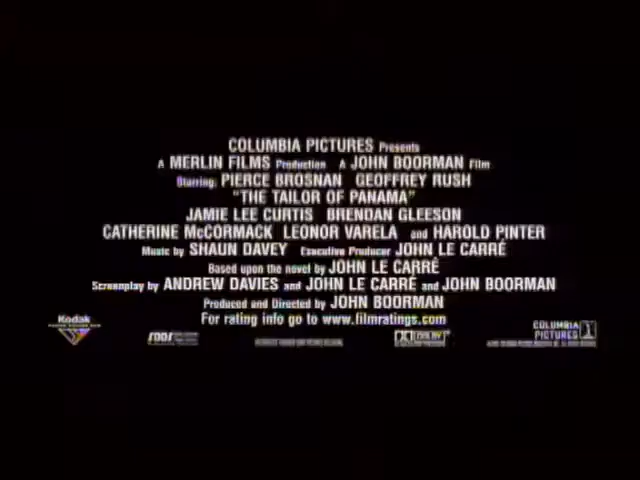 COLUMBIA PICTURES Presents
A MERLIN FILMS Production A JOHN BOORMAN Film
Starring PIERCE BROSNAN GEOFFREY RUSH
"THE TAILOR OF PANAMA"
JAMIE LEE CURTIS BRENDAN GLEESON
CATHERINE McCORMACK LEONOR VARELA and HAROLD PINTER
Music by SHAUN DAVEY Executive Producer JOHN LE CARRÉ
Based upon the novel by JOHN LE CARRÉ
Screenplay by ANDREW DAVIES and JOHN LE CARRÉ and JOHN BOORMAN
Produced and Directed by JOHN BOORMAN
For rating info go to www.filmratings.com
Kodak
SDDS
DOLBY
COLUMBIA
PICTURES